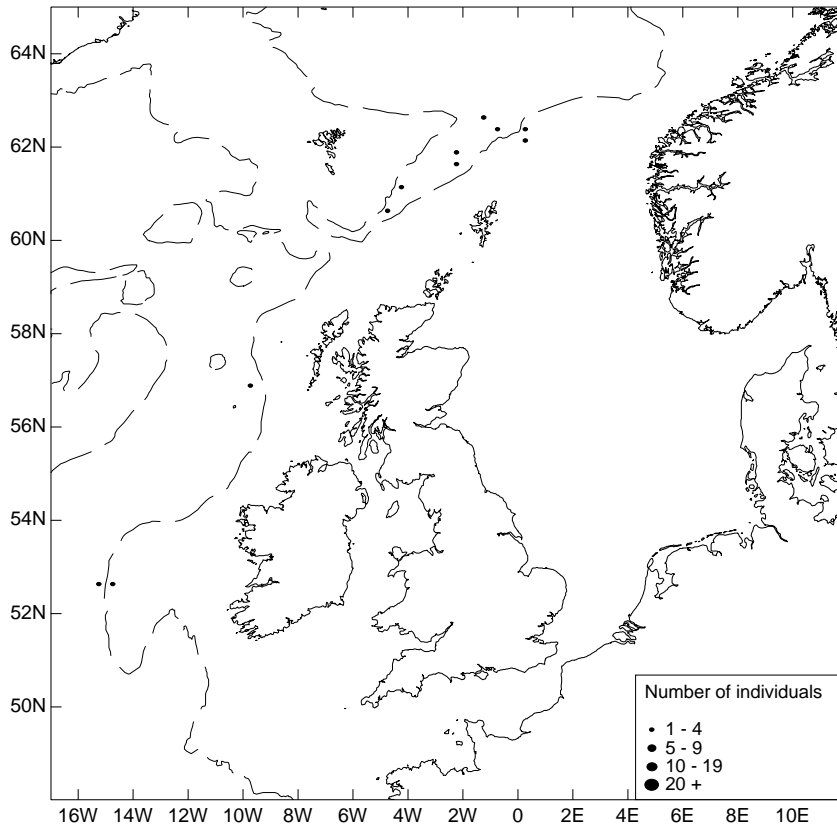 64N
62N
60N
58N
56N
54N
52N
50N
Number of individuals
1 - 4
5 - 9
10 - 19
20 +
16W 14W 12W 10W 8W 6W 4W 2W 0 2E 4E 6E 8E 10E